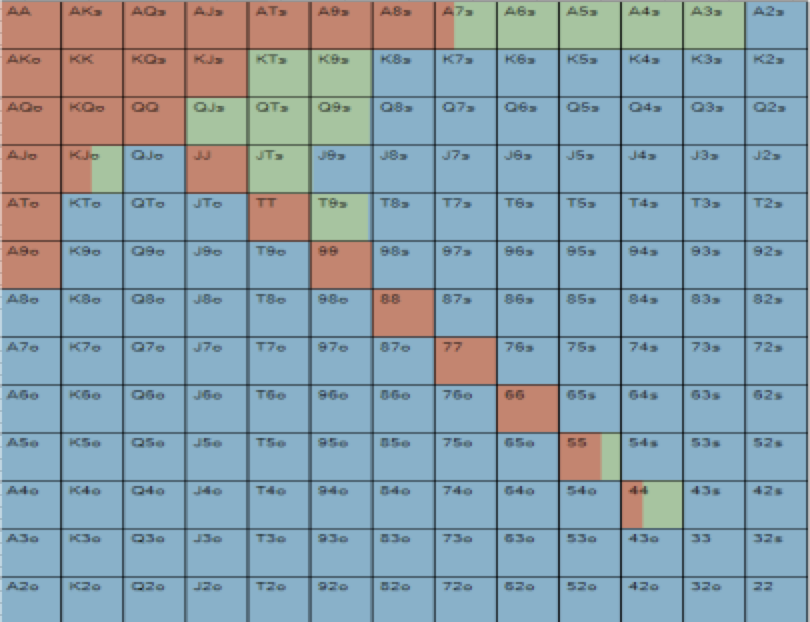 AA AKs AQs AJs ATs A9s A8s A7s A6s A5s A4s A3s A2s
AKo KK KQs KJs KTs K9s K8s K7s K6s K5s K4s K3s K2s
AQo KQo QQ QJs QTs Q9s Q8s Q7s Q6s Q5s Q4s Q3s Q2s
AJo KJo QJo JJ JTs J9s J8s J7s J6s J5s J4s J3s J2s
ATo KTo QTo JTo TT T9s T8s T7s T6s T5s T4s T3s T2s
A9o K9o Q9o J9o T9o 99 98s 97s 96s 95s 94s 93s 92s
A8o K8o Q8o J8o T8o 98o 88 87s 86s 85s 84s 83s 82s
A7o K7o Q7o J7o T7o 97o 87o 77 76s 75s 74s 73s 72s
A6o K6o Q6o J6o T6o 96o 86o 76o 66 65s 64s 63s 62s
A5o K5o Q5o J5o T5o 95o 85o 75o 65o 55 54s 53s 52s
A4o K4o Q4o J4o T4o 94o 84o 74o 64o 54o 44 43s 42s
A3o K3o Q3o J3o T3o 93o 83o 73o 63o 53o 43o 33 32s
A2o K2o Q2o J2o T2o 92o 82o 72o 62o 52o 42o 32o 22